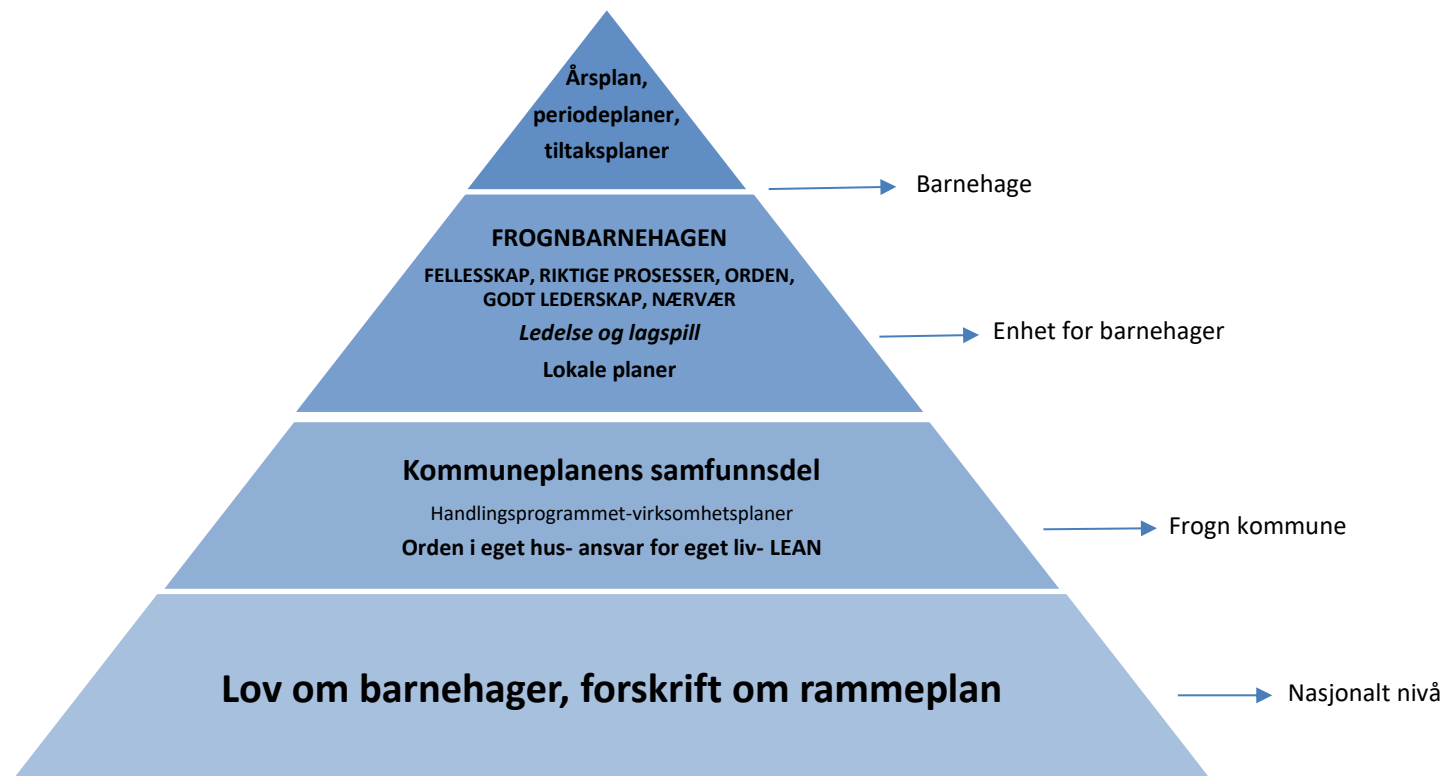 Årsplan,
periodeplaner,
tiltaksplaner
Barnehage
FROGNBARNEHAGEN
FELLESSKAP, RIKTIGE PROSESSER, ORDEN,
GODT LEDERSKAP, NÆRVÆR
Ledelse og lagspill
Lokale planer
Enhet for barnehager
Kommuneplanens samfunnsdel
Handlingsprogrammet-virksomhetsplaner
Orden i eget hus- ansvar for eget liv- LEAN
Frogn kommune
Lov om barnehager, forskrift om rammeplan
Nasjonalt nivå